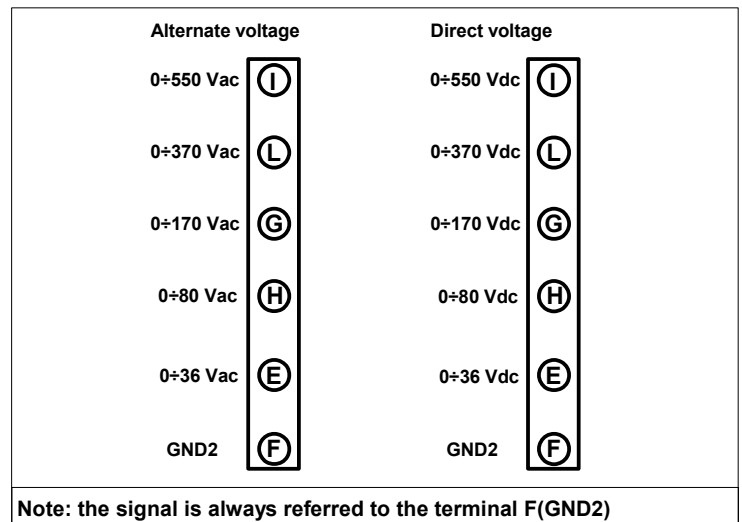 Alternate voltage Direct voltage
0÷550 Vac I 0÷550 Vdc I
0÷370 Vac L 0÷370 Vdc L
0÷170 Vac G 0÷170 Vdc G
0÷80 Vac H 0÷80 Vdc H
0÷36 Vac E 0÷36 Vdc E
GND2 F GND2 F
Note: the signal is always referred to the terminal F(GND2)